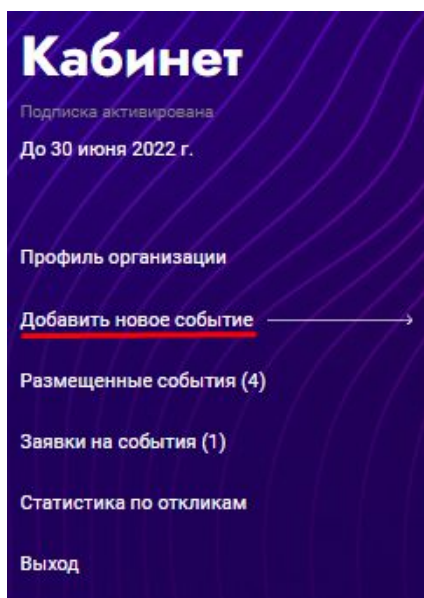 Кабинет
Подписка активирована
До 30 июня 2022 г.
Профиль организации
Добавить новое событие
Размещенные события (4)
Заявки на события (1)
Статистика по откликам
Выход